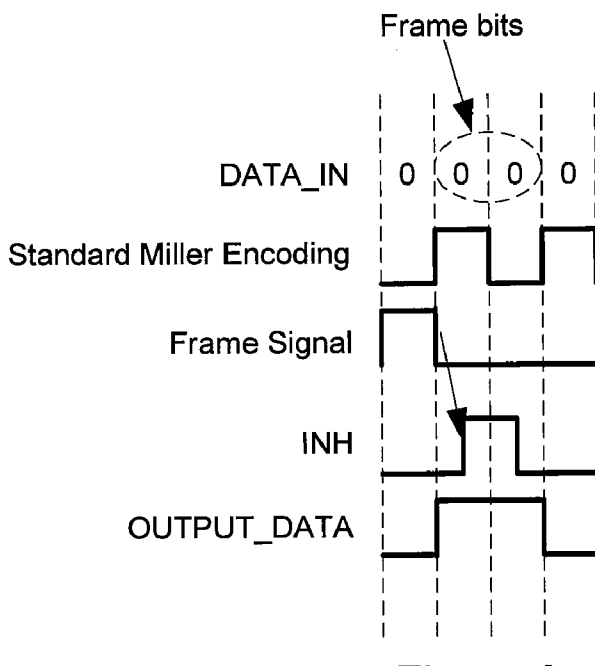 Frame bits
DATA_IN 0 0 0 0
Standard Miller Encoding
Frame Signal
INH
OUTPUT_DATA